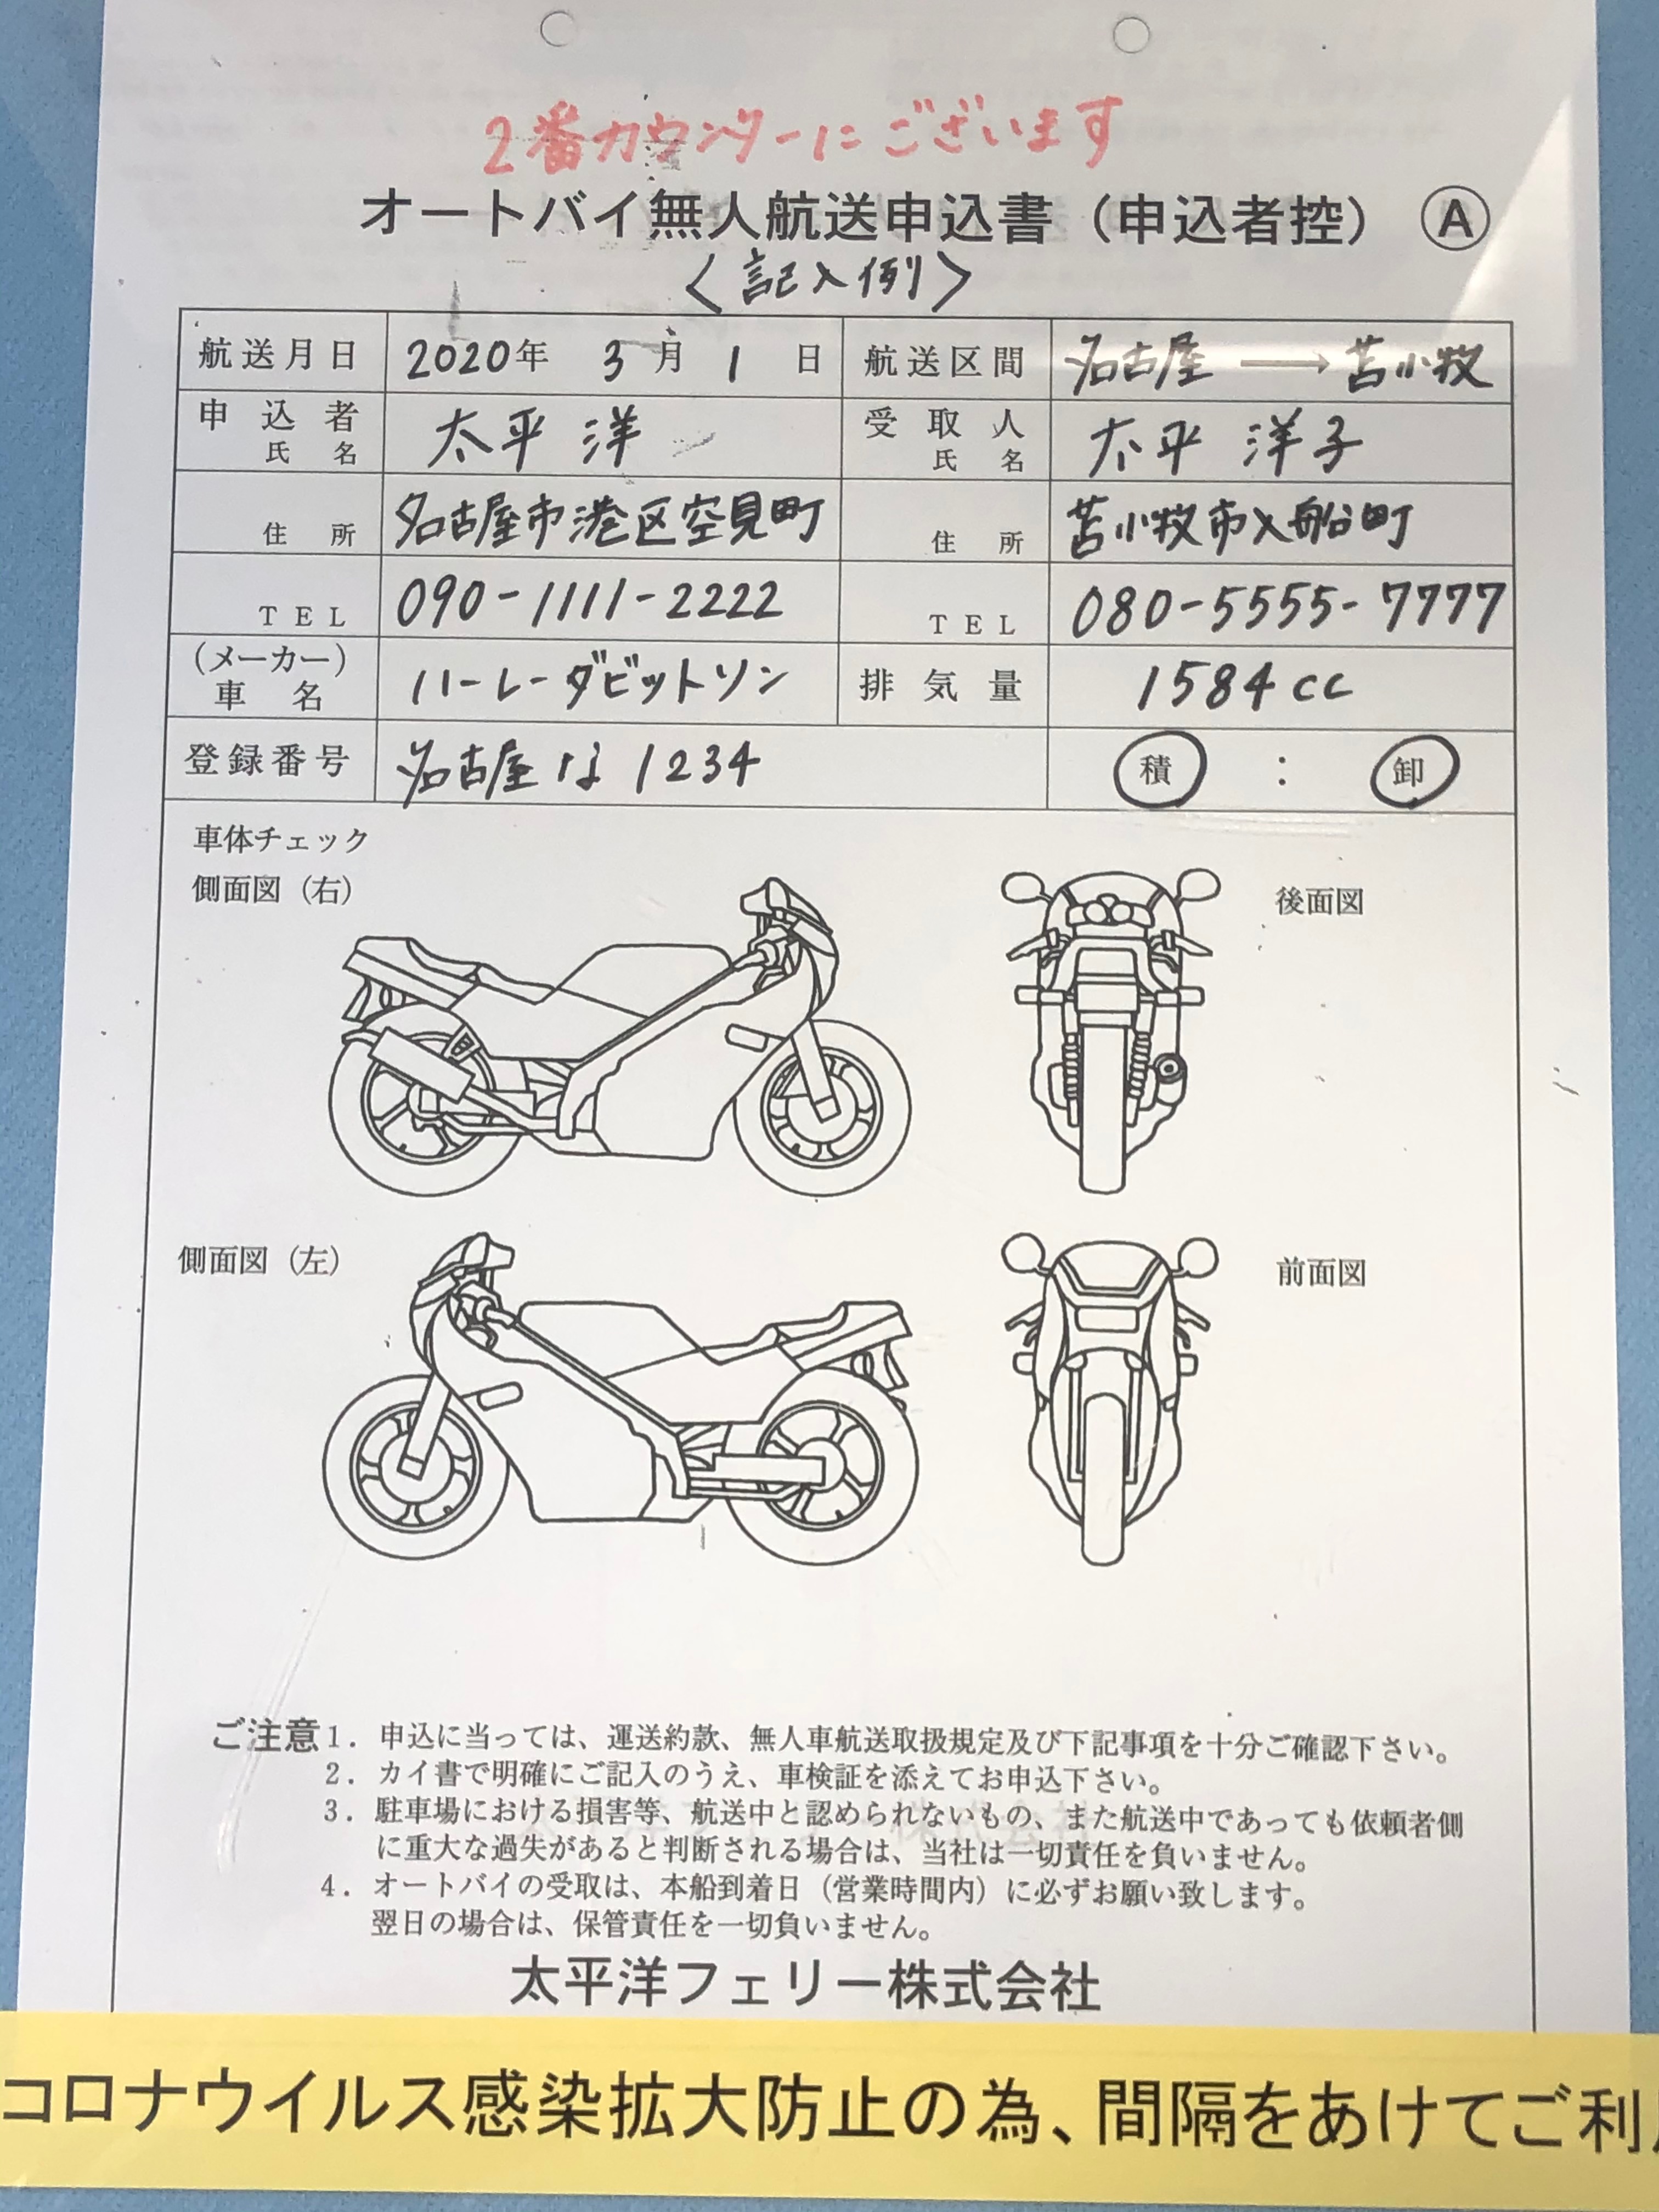 2番カウンターにございます
オートバイ無人航送申込書（申込者控） Ⓐ
〈記入例〉
航送月日 2020年 3月 1日 航送区間 名古屋 → 苫小牧
申込者氏名 太平 洋 受取人氏名 太平 洋子
住所 名古屋市港区空見町 住所 苫小牧市入船町
TEL 090-1111-2222 TEL 080-5555-7777
（メーカー）車名 ハーレーダビットソン 排気量 1584cc
登録番号 名古屋 な 1234 積 ： 卸
車体チェック
側面図（右） 後面図
側面図（左） 前面図
ご注意 1．申込に当っては、運送約款、無人車航送取扱規定及び下記事項を十分ご確認下さい。
2．カイ書で明確にご記入のうえ、車検証を添えてお申込下さい。
3．駐車場における損害等、航送中と認められないもの、また航送中であっても依頼者側
に重大な過失があると判断される場合は、当社は一切責任を負いません。
4．オートバイの受取は、本船到着日（営業時間内）に必ずお願い致します。
翌日の場合は、保管責任を一切負いません。
太平洋フェリー株式会社
コロナウイルス感染拡大防止の為、間隔をあけてご利